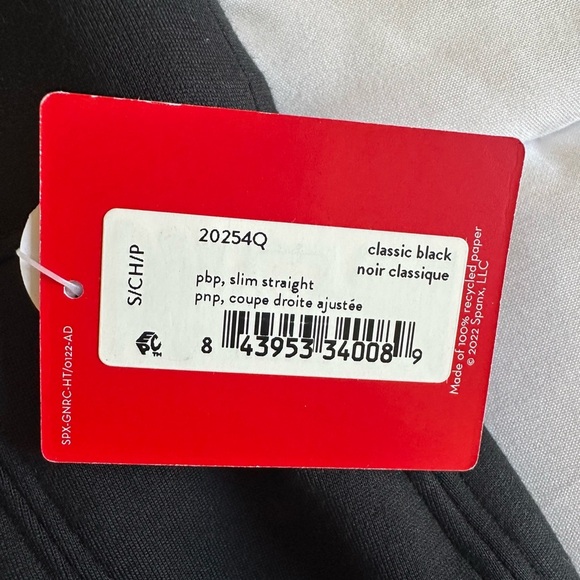 20254Q
classic black
noir classique
S/CH/P
pbp, slim straight
pnp, coupe droite ajustée
EPC
8 43953 34008 9
Made of 100% recycled paper
© 2022 Spanx, LLC
SPX-GNRC-HT/0122-AD